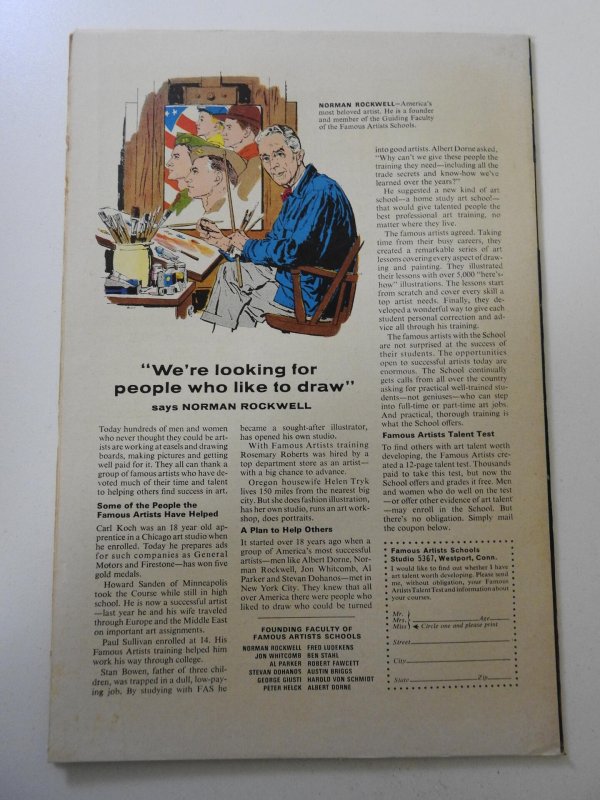 NORMAN ROCKWELL—America's
most beloved artist. He is a founder
and member of the Guiding Faculty
of the Famous Artists Schools.
"We're looking for
people who like to draw"
says NORMAN ROCKWELL
Today hundreds of men and women
who never thought they could be art-
ists are working at easels and drawing
boards, making pictures and getting
well paid for it. They all can thank a
group of famous artists who have de-
voted much of their time and talent
to helping others find success in art.
Some of the People the
Famous Artists Have Helped
Carl Koch was an 18 year old ap-
prentice in a Chicago art studio when
he enrolled. Today he prepares ads
for such companies as General
Motors and Firestone—has won five
gold medals.
Howard Sanden of Minneapolis
took the Course while still in high
school. He is now a successful artist
—last year he and his wife traveled
through Europe and the Middle East
on important art assignments.
Paul Sullivan enrolled at 14. His
Famous Artists training helped him
work his way through college.
Stan Bowen, father of three chil-
dren, was trapped in a dull, low-pay-
ing job. By studying with FAS he
became a sought-after illustrator,
has opened his own studio.
With Famous Artists training
Rosemary Roberts was hired by a
top department store as an artist—
with a big chance to advance.
Oregon housewife Helen Tryk
lives 150 miles from the nearest big
city. But she does fashion illustration,
has her own studio, runs an art work-
shop, does portraits.
A Plan to Help Others
It started over 18 years ago when a
group of America's most successful
artists—men like Albert Dorne, Nor-
man Rockwell, Jon Whitcomb, Al
Parker and Stevan Dohanos—met in
New York City. They knew that all
over America there were people who
liked to draw who could be turned
FOUNDING FACULTY OF
FAMOUS ARTISTS SCHOOLS
NORMAN ROCKWELL FRED LUDEKENS
JON WHITCOMB BEN STAHL
AL PARKER ROBERT FAWCETT
STEVAN DOHANOS AUSTIN BRIGGS
GEORGE GIUSTI HAROLD VON SCHMIDT
PETER HELCK ALBERT DORNE
into good artists. Albert Dorne asked,
"Why can't we give these people the
training they need—including all the
trade secrets and know-how we've
learned over the years?"
He suggested a new kind of art
school—a home study art school—
that would give talented people the
best professional art training, no
matter where they live.
The famous artists agreed. Taking
time from their busy careers, they
created a remarkable series of art
lessons covering every aspect of draw-
ing and painting. They illustrated
their lessons with over 5,000 "here's-
how" illustrations. The lessons start
from scratch and cover every skill a
top artist needs. Finally, they de-
veloped a wonderful way to give each
student personal correction and ad-
vice all through his training.
The famous artists with the School
are not surprised at the success of
their students. The opportunities
open to successful artists today are
enormous. The School continually
gets calls from all over the country
asking for practical well-trained stu-
dents—not geniuses—who can step
into full-time or part-time art jobs.
And practical, thorough training is
what the School offers.
Famous Artists Talent Test
To find others with art talent worth
developing, the Famous Artists cre-
ated a 12-page talent test. Thousands
paid to take this test, but now the
School offers and grades it free. Men
and women who do well on the test
—or offer other evidence of art talent
—may enroll in the School. But
there's no obligation. Simply mail
the coupon below.
Famous Artists Schools
Studio 5367, Westport, Conn.
I would like to find out whether I have
art talent worth developing. Please send
me, without obligation, your Famous
Artists Talent Test and information about
your courses.
Mr.
Mrs. Age
Miss Circle one and please print
Street
City
State Zip